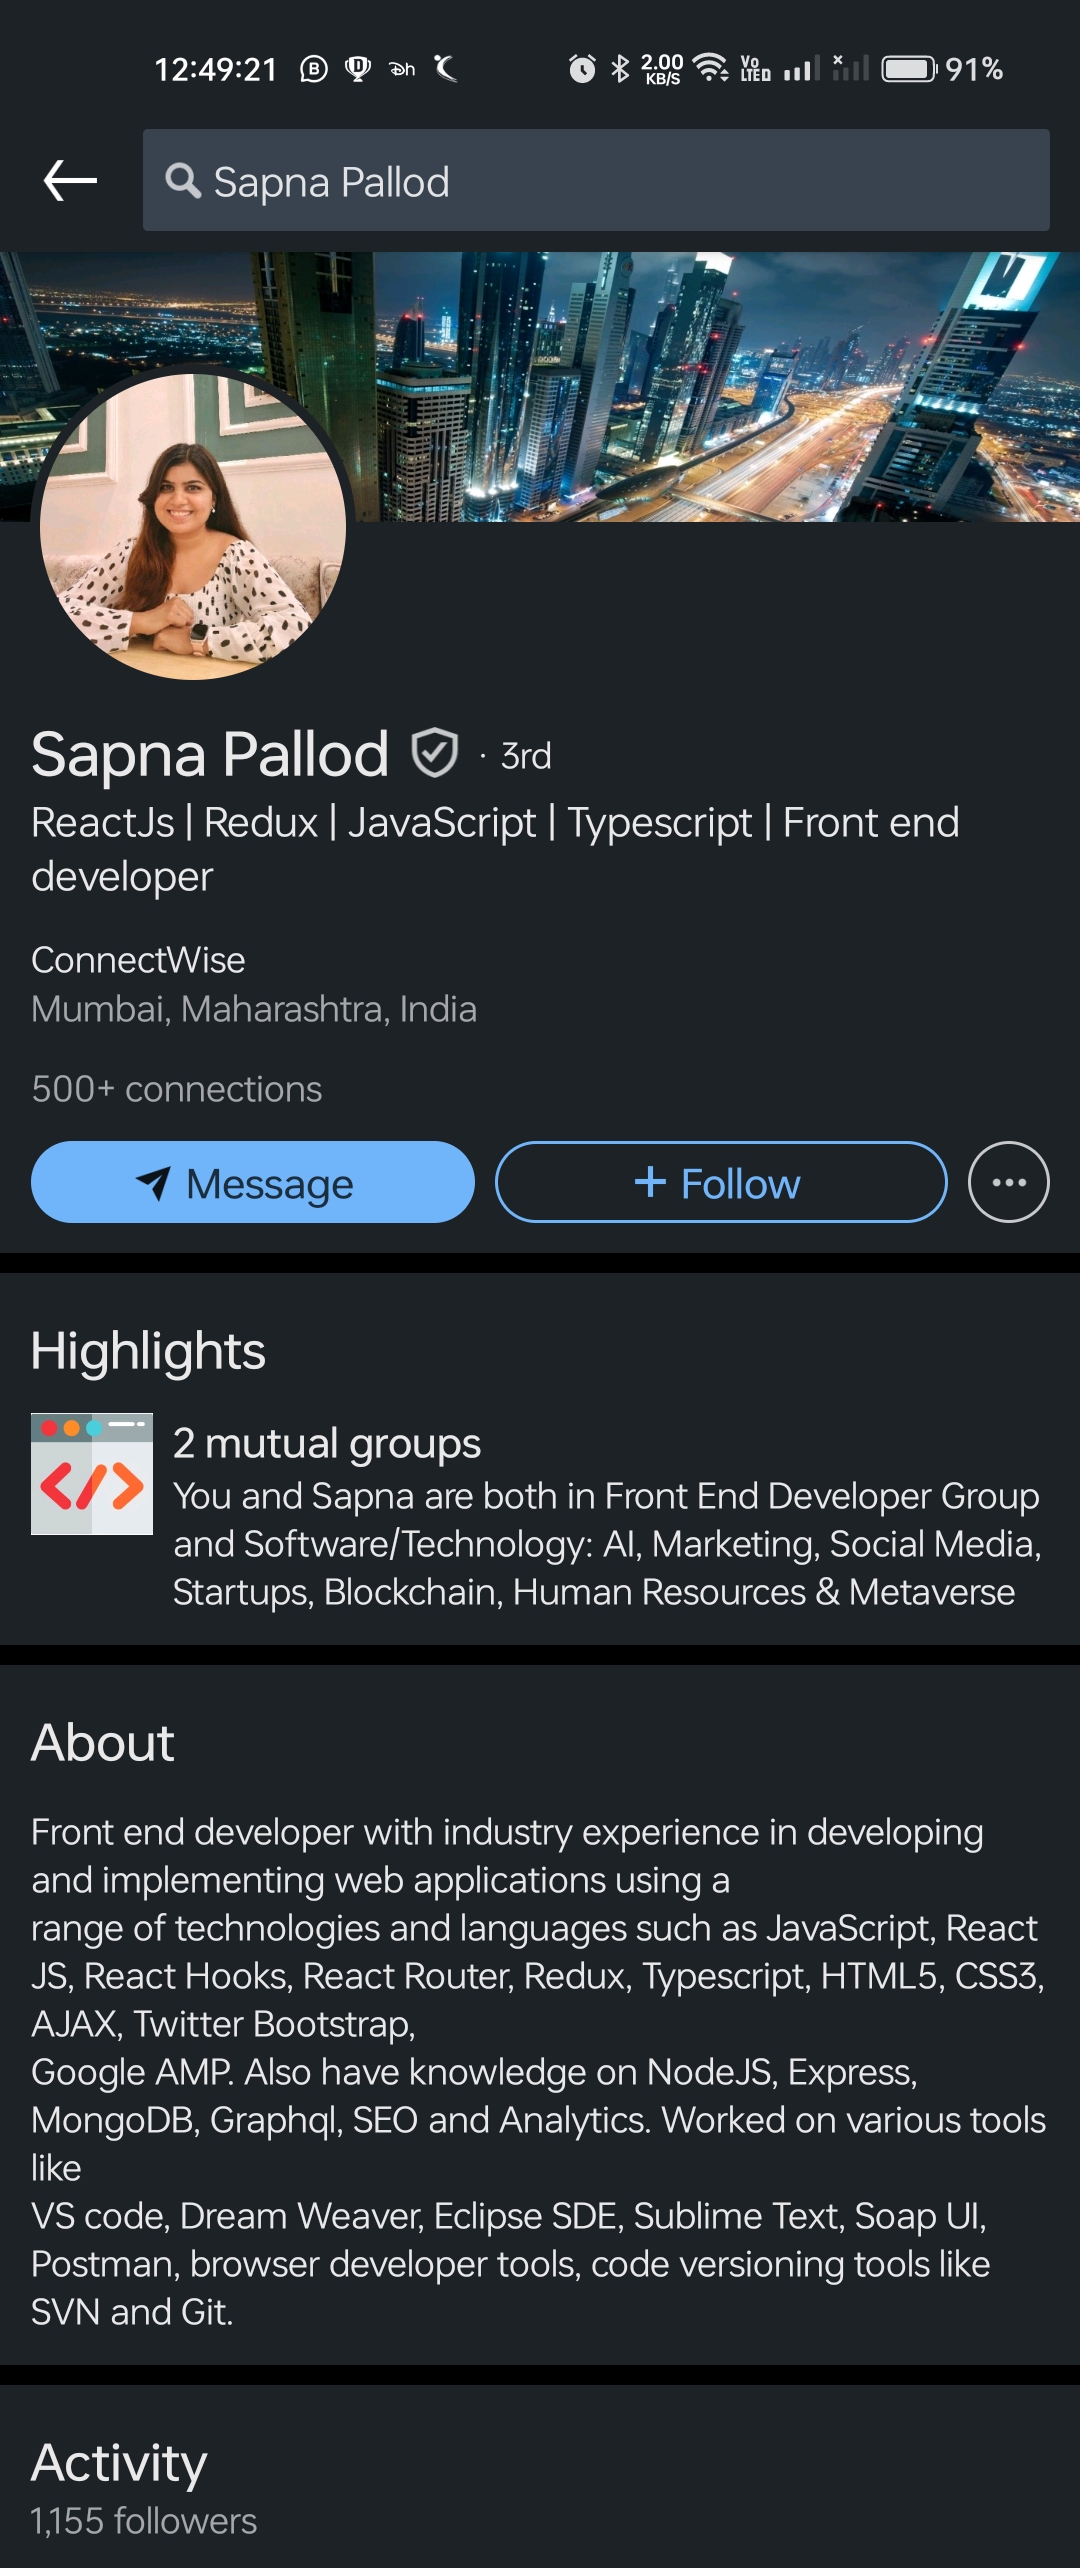 12:49:21 2.00 KB/S Vo LTE D 91%
Sapna Pallod
Sapna Pallod · 3rd
ReactJs | Redux | JavaScript | Typescript | Front end
developer
ConnectWise
Mumbai, Maharashtra, India
500+ connections
Message + Follow
Highlights
2 mutual groups
You and Sapna are both in Front End Developer Group
and Software/Technology: AI, Marketing, Social Media,
Startups, Blockchain, Human Resources & Metaverse
About
Front end developer with industry experience in developing
and implementing web applications using a
range of technologies and languages such as JavaScript, React
JS, React Hooks, React Router, Redux, Typescript, HTML5, CSS3,
AJAX, Twitter Bootstrap,
Google AMP. Also have knowledge on NodeJS, Express,
MongoDB, Graphql, SEO and Analytics. Worked on various tools
like
VS code, Dream Weaver, Eclipse SDE, Sublime Text, Soap UI,
Postman, browser developer tools, code versioning tools like
SVN and Git.
Activity
1,155 followers